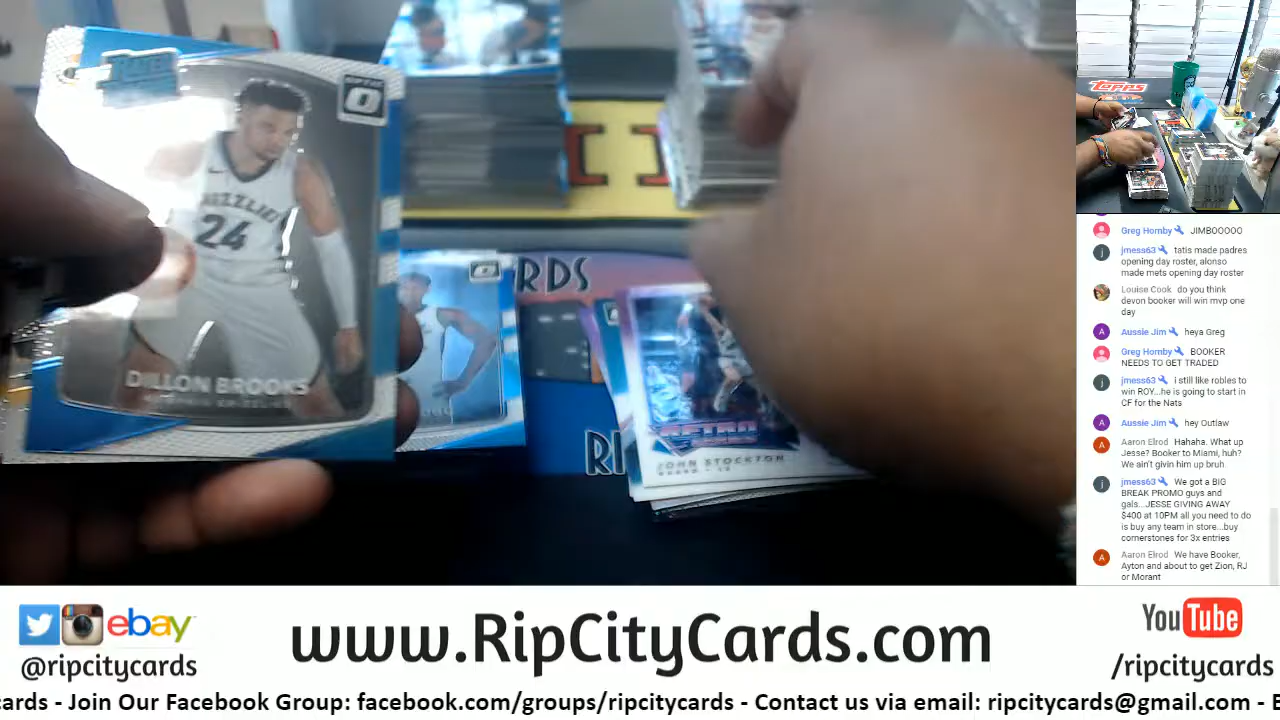 RATED
OPTIC
GRIZZLIES
24
DILLON BROOKS
CARDS
RI
RETRO
JOHN STOCKTON
Topps
Greg Hornby JIMBOOOOO
jmess63 tatis made padres
opening day roster, alonso
made mets opening day roster
Louise Cook do you think
devon booker will win mvp one
day
Aussie Jim heya Greg
Greg Hornby BOOKER
NEEDS TO GET TRADED
jmess63 i still like robles to
win ROY...he is going to start in
CF for the Nats
Aussie Jim hey Outlaw
Aaron Elrod Hahaha. What up
Jesse? Booker to Miami, huh?
We ain't givin him up bruh.
jmess63 We got a BIG
BREAK PROMO guys and
gals...JESSE GIVING AWAY
$400 at 10PM all you need to do
is buy any team in store...buy
cornerstones for 3x entries
Aaron Elrod We have Booker,
Ayton and about to get Zion, RJ
or Morant
ebay
@ripcitycards
www.RipCityCards.com
YouTube
/ripcitycards
cards - Join Our Facebook Group: facebook.com/groups/ripcitycards - Contact us via email: ripcitycards@gmail.com - E